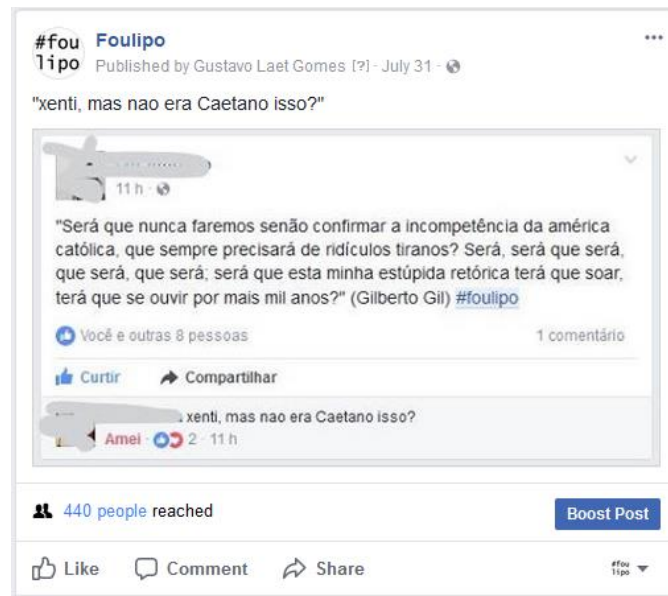 #fou
lipo
Foulipo
Published by Gustavo Laet Gomes [?] · July 31 ·
"xenti, mas nao era Caetano isso?"
11 h ·
"Será que nunca faremos senão confirmar a incompetência da américa
católica, que sempre precisará de ridículos tiranos? Será, será que será,
que será, que será; será que esta minha estúpida retórica terá que soar,
terá que se ouvir por mais mil anos?" (Gilberto Gil) #foulipo
Você e outras 8 pessoas 1 comentário
Curtir Compartilhar
xenti, mas nao era Caetano isso?
Amei · 2 · 11 h
440 people reached Boost Post
Like Comment Share #fou
lipo